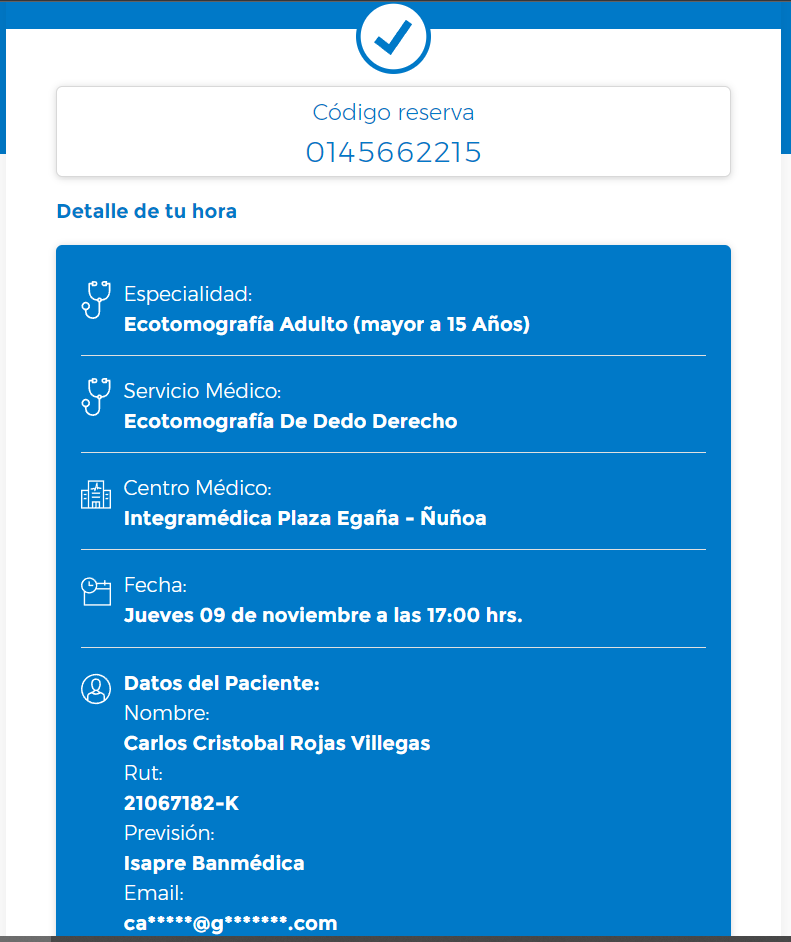 Código reserva
0145662215
Detalle de tu hora
Especialidad:
Ecotomografía Adulto (mayor a 15 Años)
Servicio Médico:
Ecotomografía De Dedo Derecho
Centro Médico:
Integramédica Plaza Egaña - Ñuñoa
Fecha:
Jueves 09 de noviembre a las 17:00 hrs.
Datos del Paciente:
Nombre:
Carlos Cristobal Rojas Villegas
Rut:
21067182-K
Previsión:
Isapre Banmédica
Email:
ca*****@g*******.com